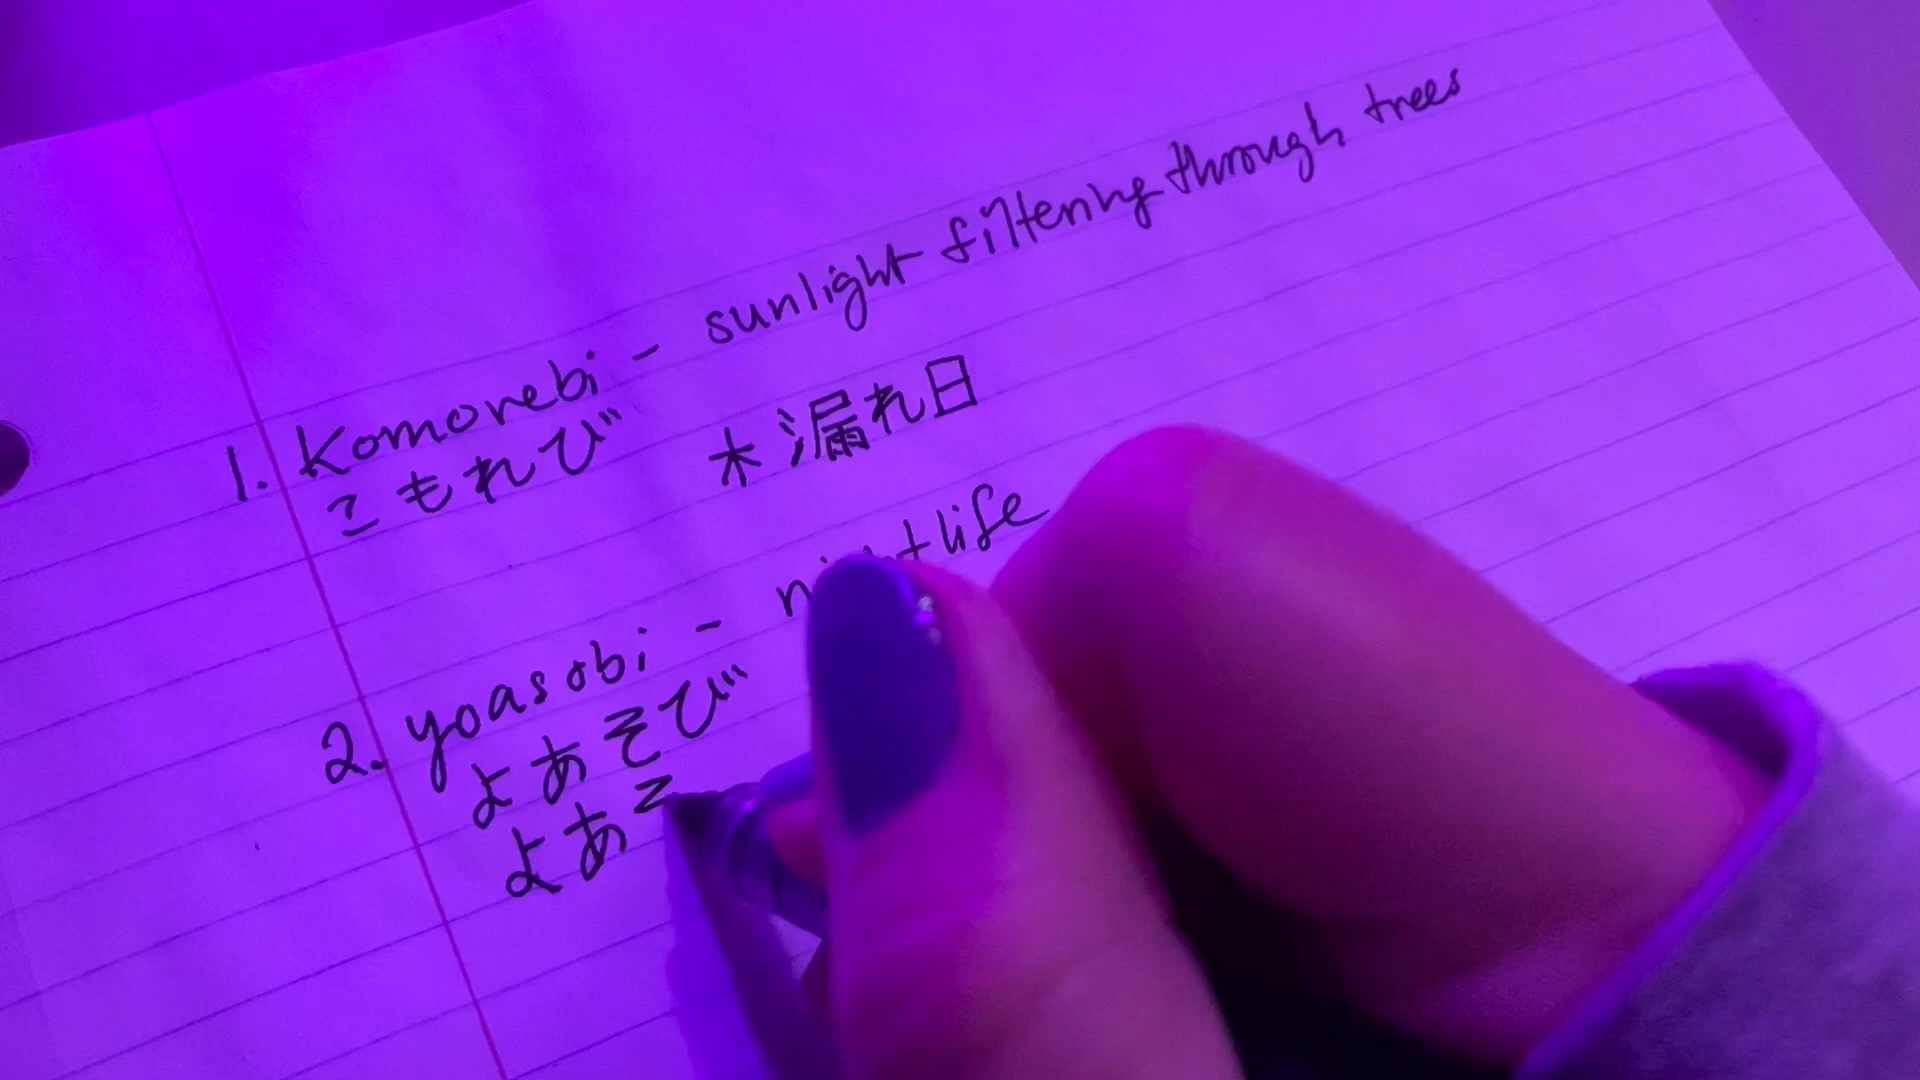 1. Komorebi - sunlight filtering through trees
こもれび 木漏れ日
2. yoasobi -
よあそび
よあ